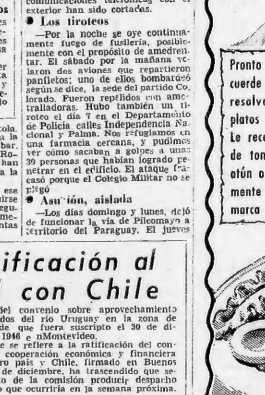 comunicaciones telefónicas con el
exterior han sido cortadas.
● Los tiroteos
—Por la noche se oye continua-
mente fuego de fusilería, posible-
mente con el propósito de amedren-
tar. El sábado por la mañana vo-
laron dos aviones que repartieron
panfletos; uno de ellos bombardeó
según se dice, la sede del partido Co-
lorado. Fueron repelidos con ame-
tralladoras. Hubo también un ti-
roteo el día 7 en el Departamento
de Policía calles Independencia Na-
cional y Palma. Nos refugiamos en
una farmacia cercana, y pudimos
ver cómo sacaban a golpes a unas
39 personas que habían logrado pe-
netrar en el edificio. El ataque fra-
casó porque el Colegio Militar no se
plegó
● Asunción, aislada
—Los días domingo y lunes, dejó
de funcionar la vía de Pilcomayo a
territorio del Paraguay. El jueves
ificación al
con Chile
del convenio sobre aprovechamiento
dos del río Uruguay en la zona de
de que fuera suscripto el 30 de di-
1946 e nMontevideo.
e se refiere a la ratificación del con-
cooperación económica y financiera
ro país y Chile, firmado en Buenos
de diciembre, ha trascendido que se-
to de la comisión producir despacho
o que ocurriría en la semana próxima.
Pronto
cuerde
resolve
platos
Le rec
de ton
atún o
mente
marca